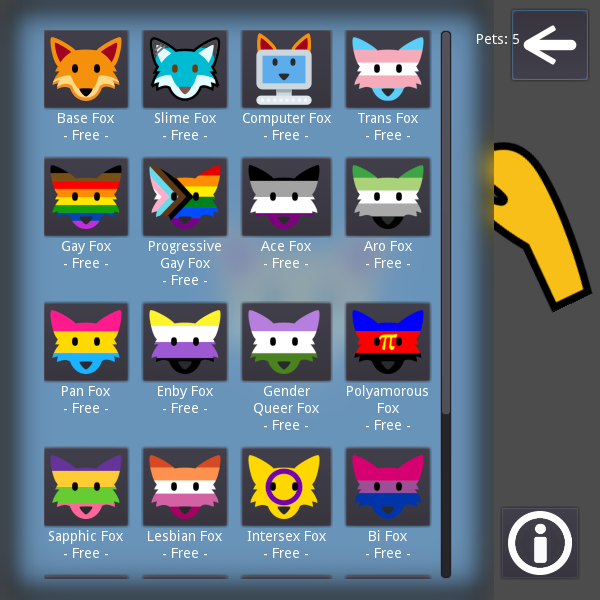 Pets: 5
Base Fox
- Free -
Slime Fox
- Free -
Computer Fox
- Free -
Trans Fox
- Free -
Gay Fox
- Free -
Progressive
Gay Fox
- Free -
Ace Fox
- Free -
Aro Fox
- Free -
Pan Fox
- Free -
Enby Fox
- Free -
Gender
Queer Fox
- Free -
π
Polyamorous
Fox
- Free -
Sapphic Fox
- Free -
Lesbian Fox
- Free -
Intersex Fox
- Free -
Bi Fox
- Free -